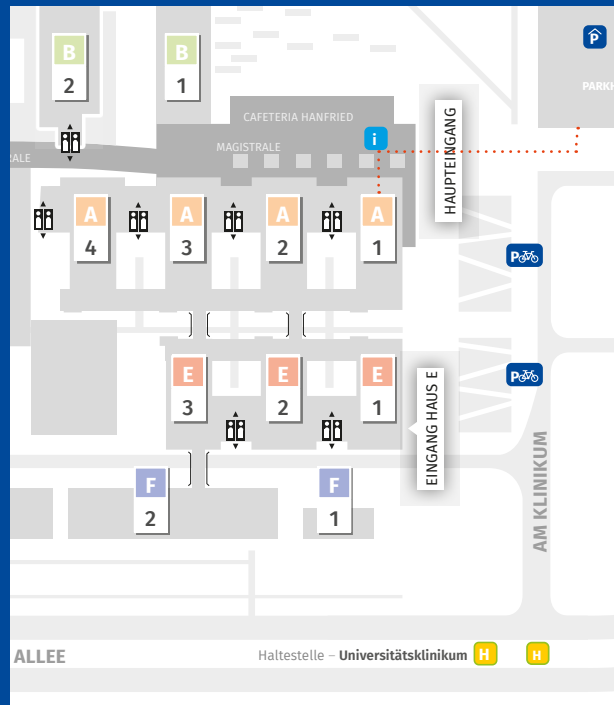 P
B
2
B
1
PARKH
CAFETERIA HANFRIED
MAGISTRALE
i
RALE
HAUPTEINGANG
A
4
A
3
A
2
A
1
P
P
E
3
E
2
E
1
EINGANG HAUS E
F
2
F
1
AM KLINIKUM
ALLEE
Haltestelle – Universitätsklinikum H
H